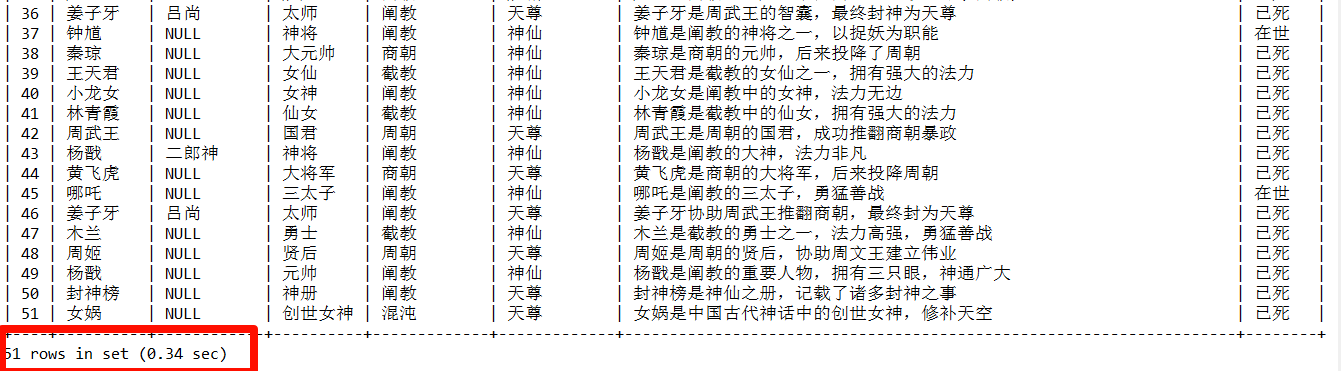 | 36 | 姜子牙 | 吕尚 | 太师 | 阐教 | 天尊 | 姜子牙是周武王的智囊，最终封神为天尊 | 已死 |
| 37 | 钟馗 | NULL | 神将 | 阐教 | 神仙 | 钟馗是阐教的神将之一，以捉妖为职能 | 在世 |
| 38 | 秦琼 | NULL | 大元帅 | 商朝 | 神仙 | 秦琼是商朝的元帅，后来投降了周朝 | 已死 |
| 39 | 王天君 | NULL | 女仙 | 截教 | 神仙 | 王天君是截教的女仙之一，拥有强大的法力 | 已死 |
| 40 | 小龙女 | NULL | 女神 | 阐教 | 神仙 | 小龙女是阐教中的女神，法力无边 | 已死 |
| 41 | 林青霞 | NULL | 仙女 | 截教 | 神仙 | 林青霞是截教中的仙女，拥有强大的法力 | 已死 |
| 42 | 周武王 | NULL | 国君 | 周朝 | 天尊 | 周武王是周朝的国君，成功推翻商朝暴政 | 已死 |
| 43 | 杨戬 | 二郎神 | 神将 | 阐教 | 神仙 | 杨戬是阐教的大神，法力非凡 | 已死 |
| 44 | 黄飞虎 | NULL | 大将军 | 商朝 | 天尊 | 黄飞虎是商朝的大将军，后来投降周朝 | 已死 |
| 45 | 哪吒 | NULL | 三太子 | 阐教 | 神仙 | 哪吒是阐教的三太子，勇猛善战 | 在世 |
| 46 | 姜子牙 | 吕尚 | 太师 | 阐教 | 天尊 | 姜子牙协助周武王推翻商朝，最终封为天尊 | 已死 |
| 47 | 木兰 | NULL | 勇士 | 截教 | 神仙 | 木兰是截教的勇士之一，法力高强，勇猛善战 | 已死 |
| 48 | 周姬 | NULL | 贤后 | 周朝 | 天尊 | 周姬是周朝的贤后，协助周文王建立伟业 | 已死 |
| 49 | 杨戬 | NULL | 元帅 | 阐教 | 神仙 | 杨戬是阐教的重要人物，拥有三只眼，神通广大 | 已死 |
| 50 | 封神榜 | NULL | 神册 | 阐教 | 天尊 | 封神榜是神仙之册，记载了诸多封神之事 | 已死 |
| 51 | 女娲 | NULL | 创世女神 | 混沌 | 天尊 | 女娲是中国古代神话中的创世女神，修补天空 | 已死 |
51 rows in set (0.34 sec)